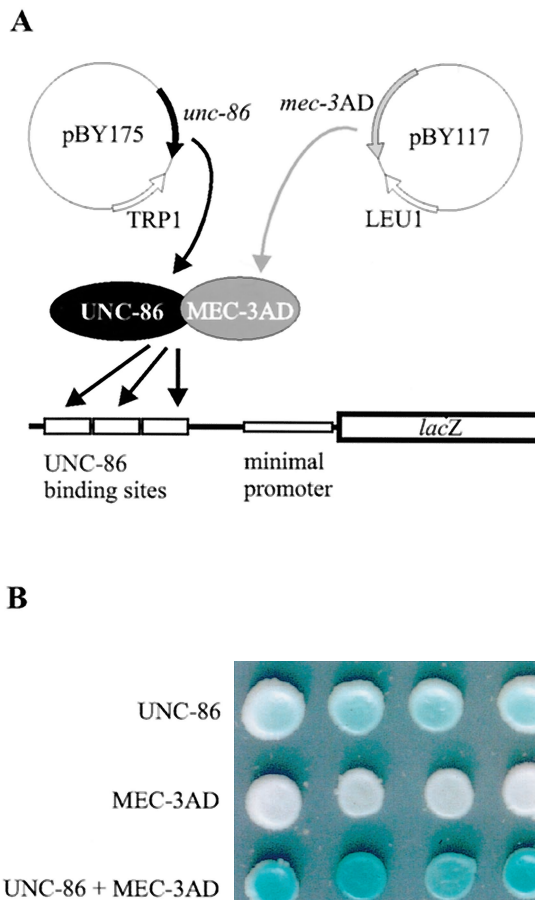 A
unc-86
mec-3AD
pBY175
pBY117
TRP1
LEU1
UNC-86
MEC-3AD
lacZ
UNC-86
binding sites
minimal
promoter
B
UNC-86
MEC-3AD
UNC-86 + MEC-3AD